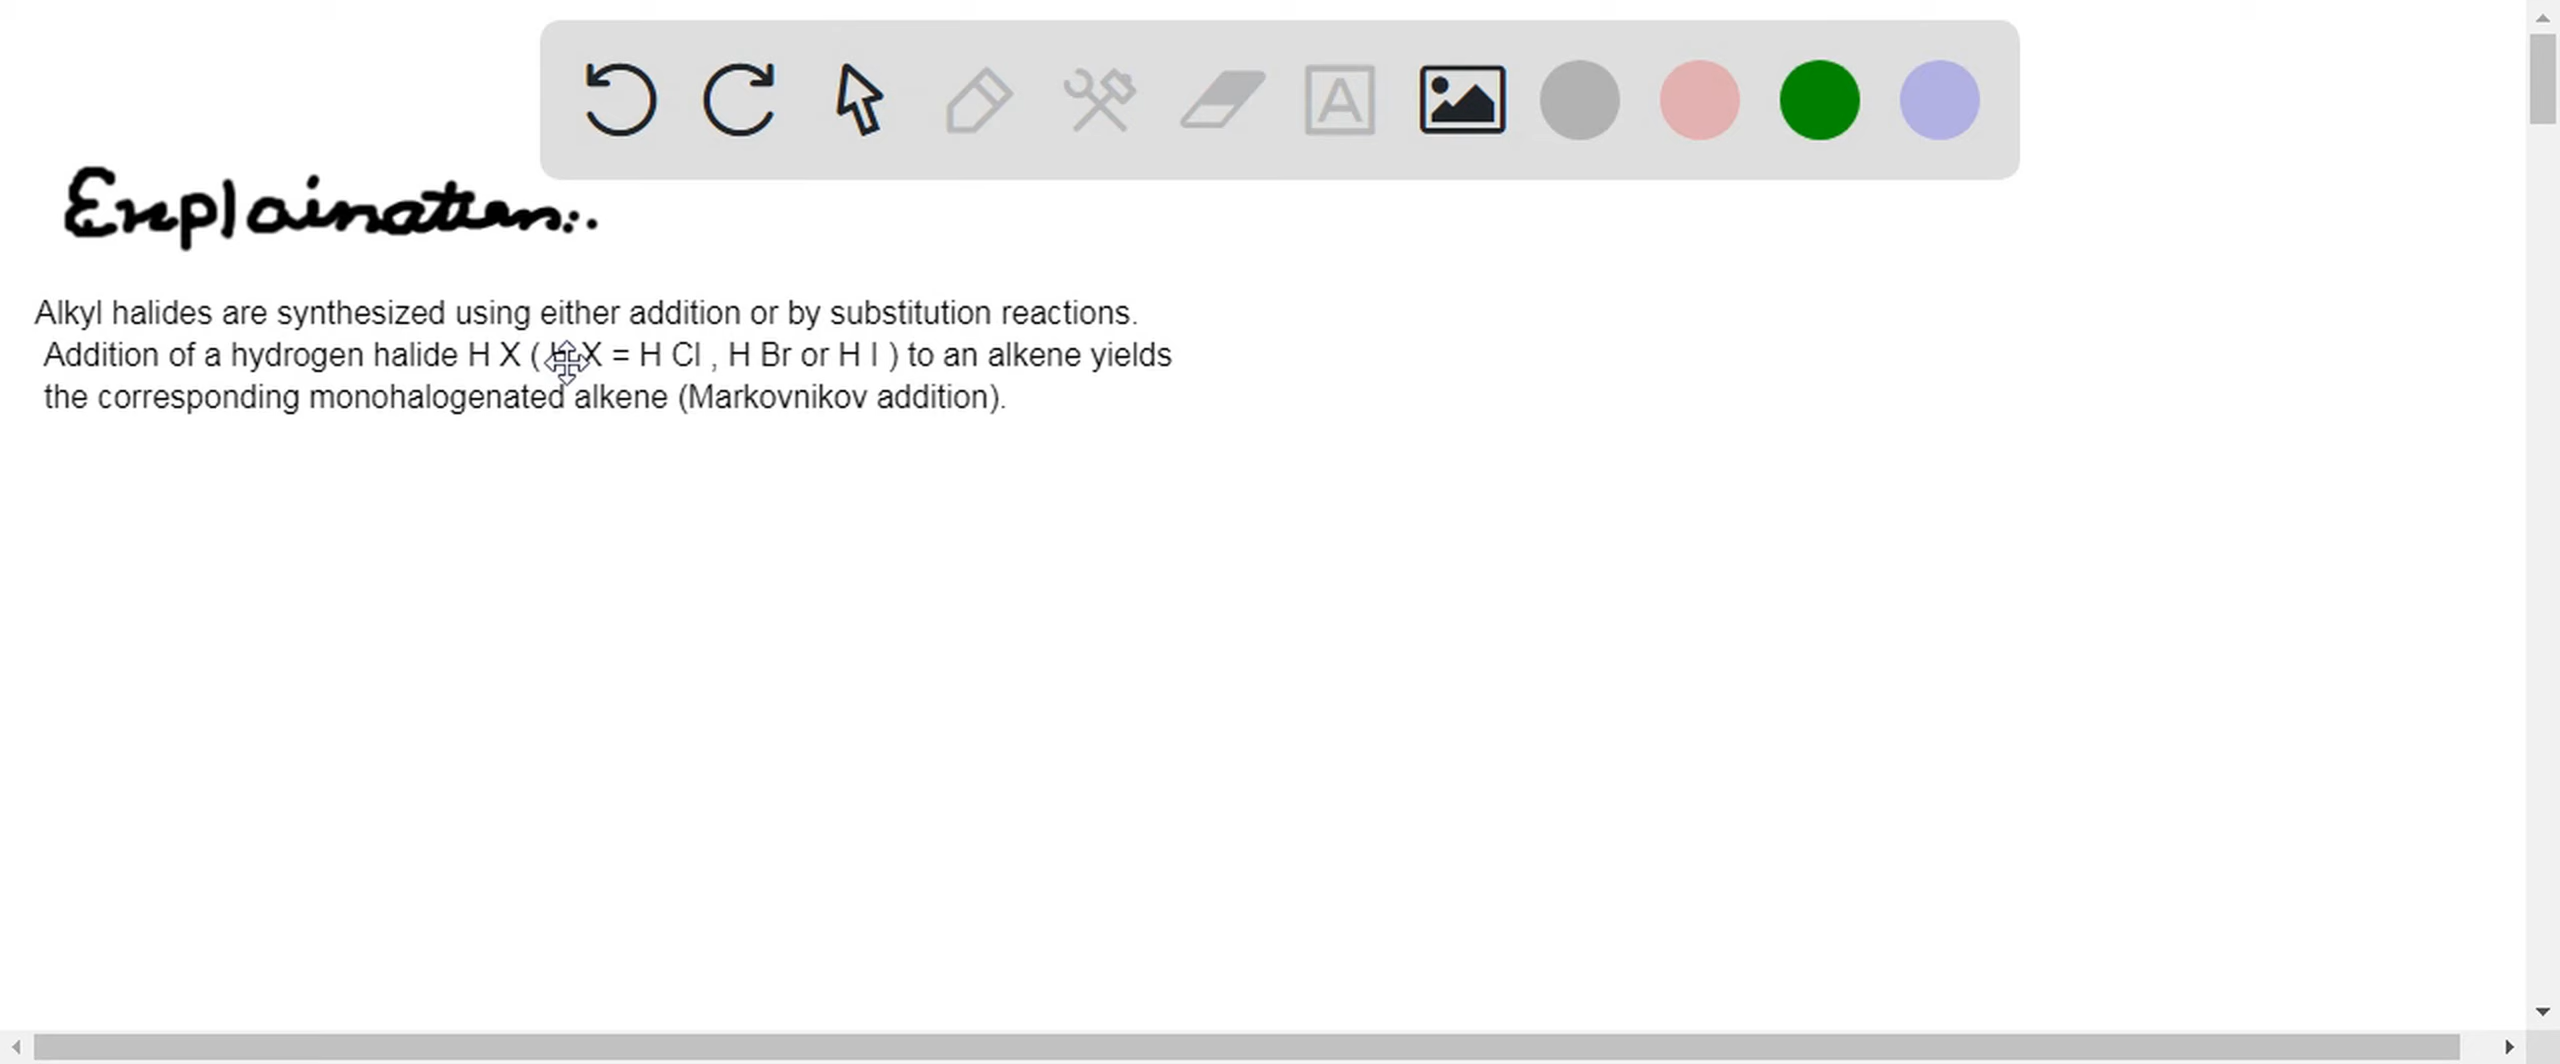 Explaination:.
Alkyl halides are synthesized using either addition or by substitution reactions.
Addition of a hydrogen halide H X ( H X = H Cl , H Br or H I ) to an alkene yields
the corresponding monohalogenated alkene (Markovnikov addition).